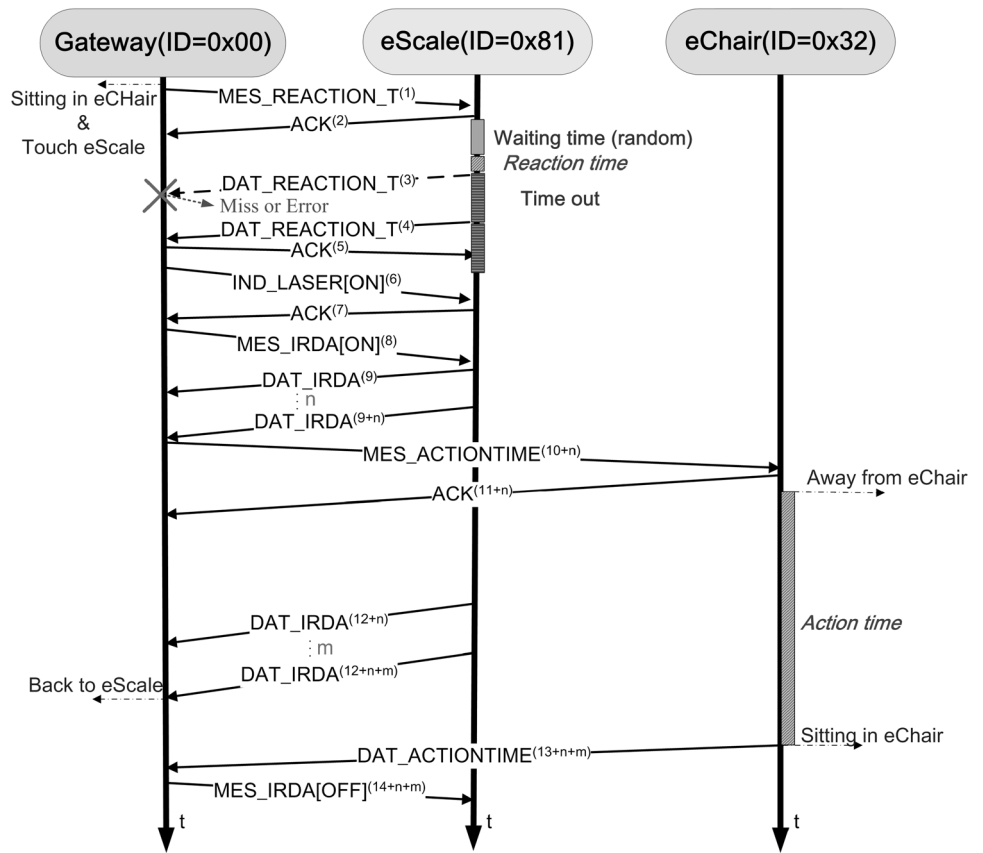 Gateway(ID=0x00)
eScale(ID=0x81)
eChair(ID=0x32)
Sitting in eCHair
&
Touch eScale
MES_REACTION_T(1)
ACK(2)
Waiting time (random)
Reaction time
DAT_REACTION_T(3)
Time out
Miss or Error
DAT_REACTION_T(4)
ACK(5)
IND_LASER[ON](6)
ACK(7)
MES_IRDA[ON](8)
DAT_IRDA(9)
n
DAT_IRDA(9+n)
MES_ACTIONTIME(10+n)
Away from eChair
ACK(11+n)
DAT_IRDA(12+n)
Action time
m
DAT_IRDA(12+n+m)
Back to eScale
Sitting in eChair
DAT_ACTIONTIME(13+n+m)
MES_IRDA[OFF](14+n+m)
t
t
t